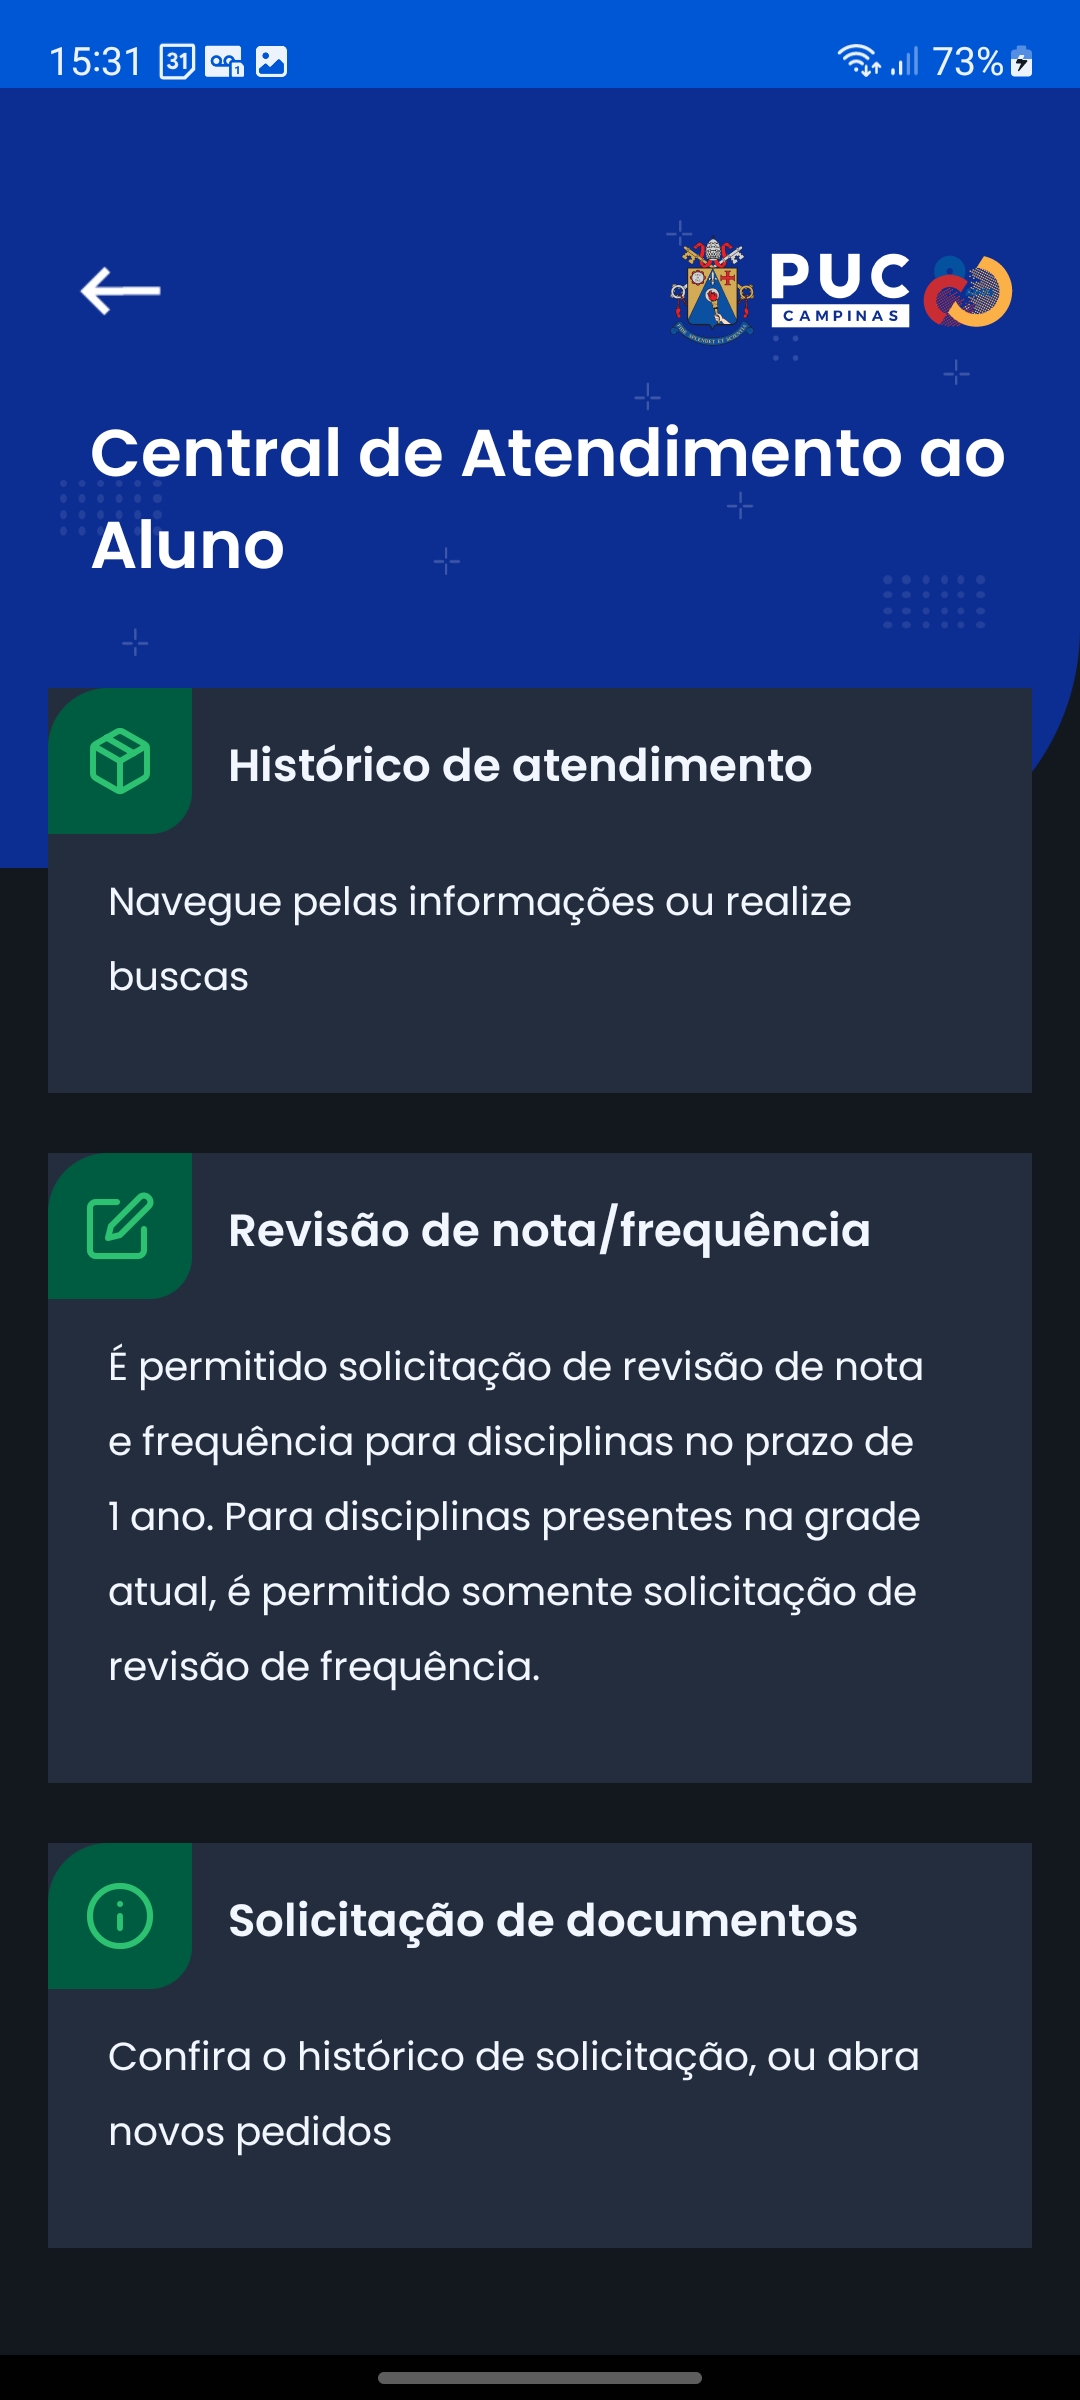 15:31 31 1 73%
PUC
CAMPINAS
Central de Atendimento ao
Aluno
Histórico de atendimento
Navegue pelas informações ou realize
buscas
Revisão de nota/frequência
É permitido solicitação de revisão de nota
e frequência para disciplinas no prazo de
1 ano. Para disciplinas presentes na grade
atual, é permitido somente solicitação de
revisão de frequência.
Solicitação de documentos
Confira o histórico de solicitação, ou abra
novos pedidos